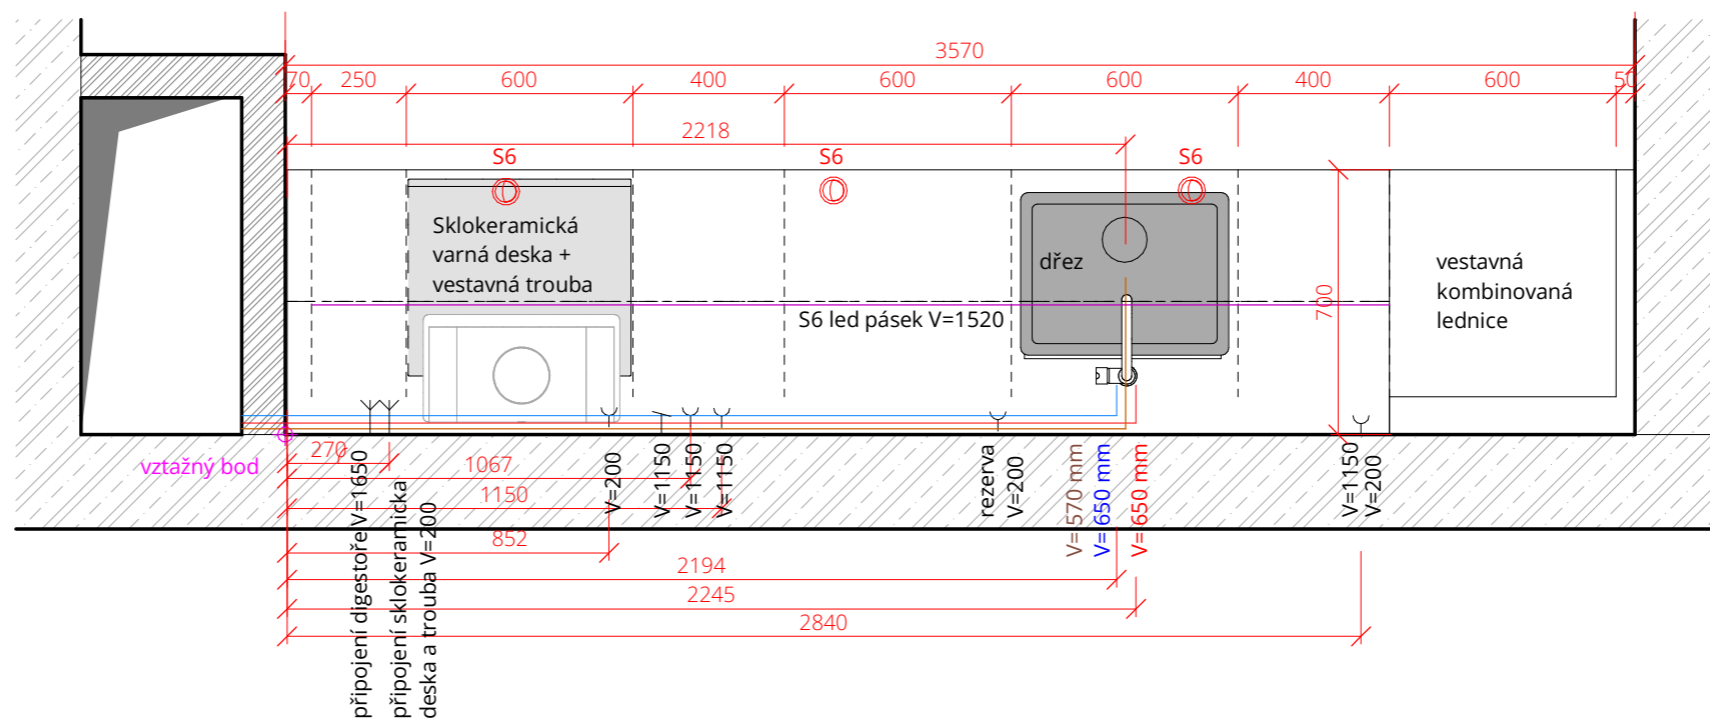 3570
70
250
600
400
600
600
400
600
50
2218
S6
S6
S6
Sklokeramická
varná deska +
vestavná trouba
dřez
vestavná
kombinovaná
lednice
700
S6 led pásek V=1520
vztažný bod
270
1067
1150
852
2194
2245
2840
připojení digestoře V=1650
připojení sklokeramicka
deska a trouba V=200
V=200
V=1150
V=1150
V=1150
rezerva
V=200
V=570 mm
V=650 mm
V=650 mm
V=1150
V=200